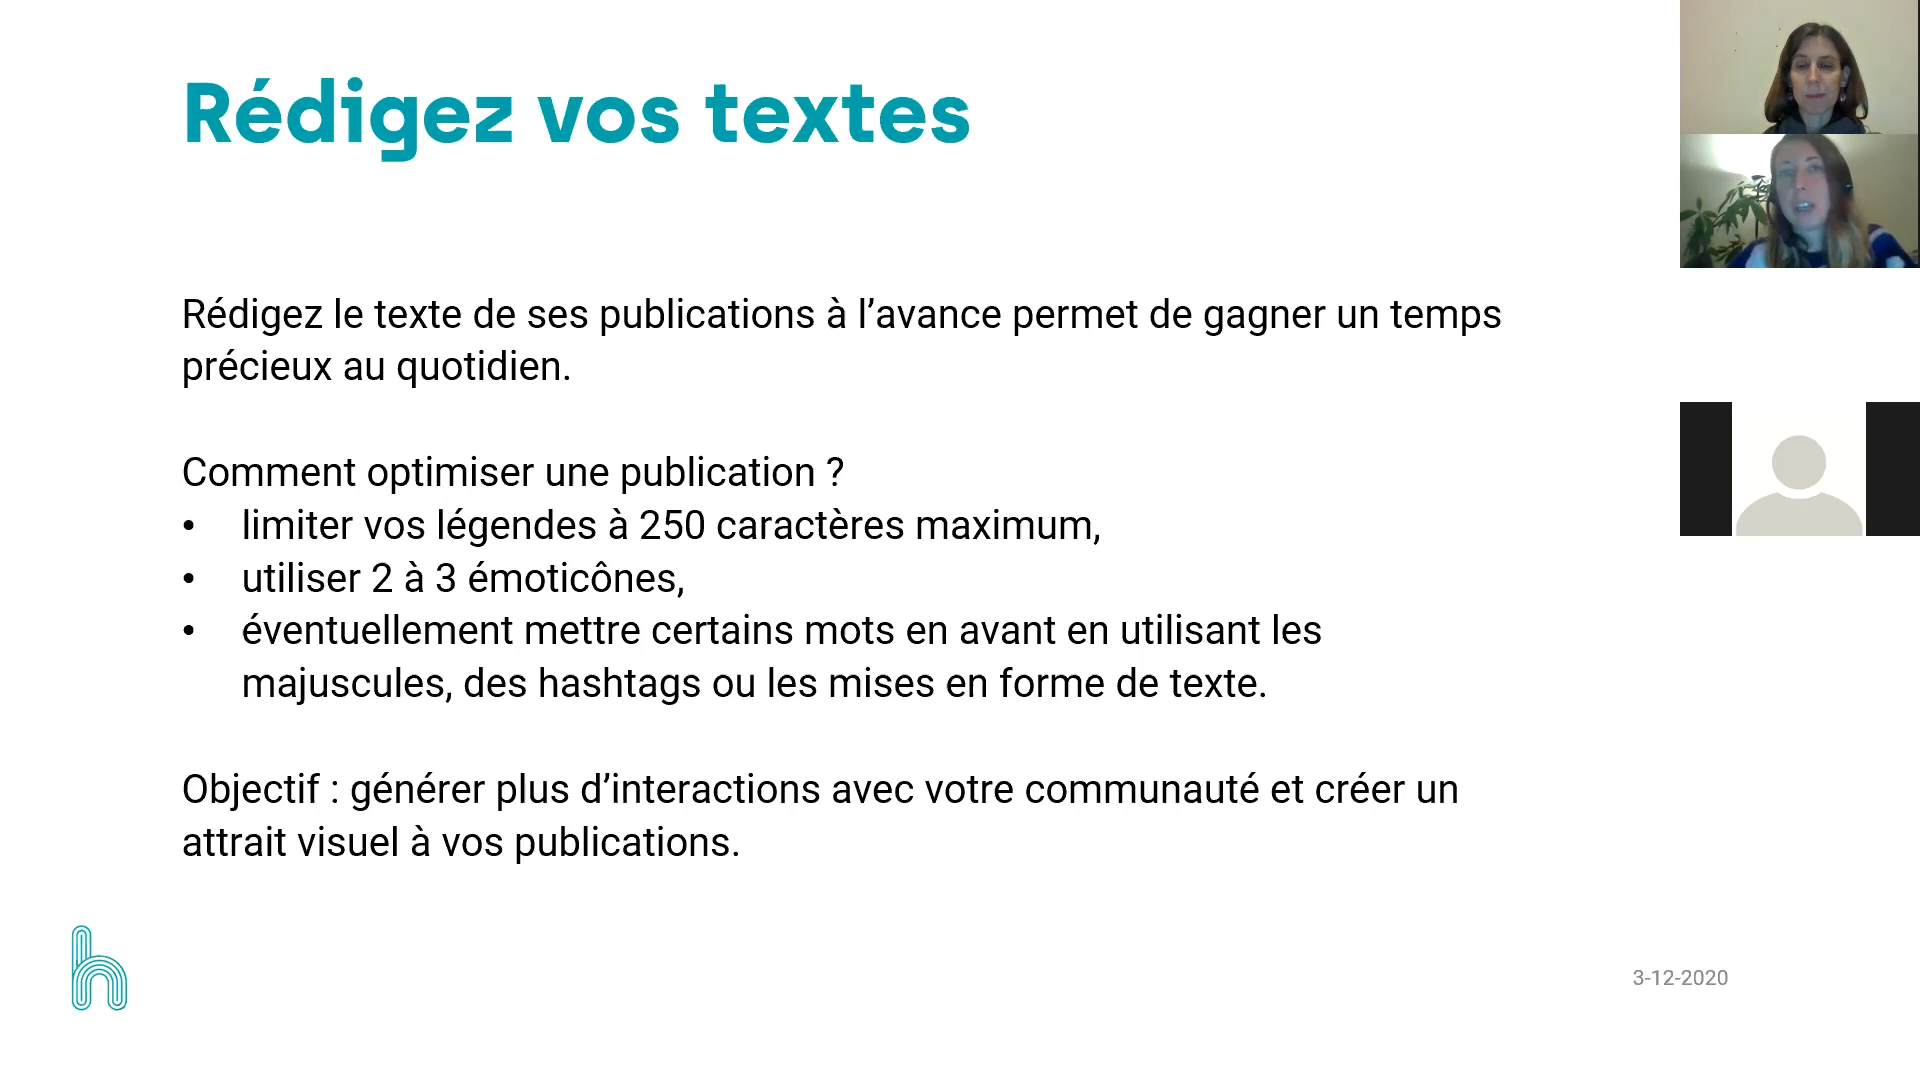 Rédigez vos textes
Rédigez le texte de ses publications à l’avance permet de gagner un temps
précieux au quotidien.
Comment optimiser une publication ?
• limiter vos légendes à 250 caractères maximum,
• utiliser 2 à 3 émoticônes,
• éventuellement mettre certains mots en avant en utilisant les
majuscules, des hashtags ou les mises en forme de texte.
Objectif : générer plus d’interactions avec votre communauté et créer un
attrait visuel à vos publications.
h
3-12-2020